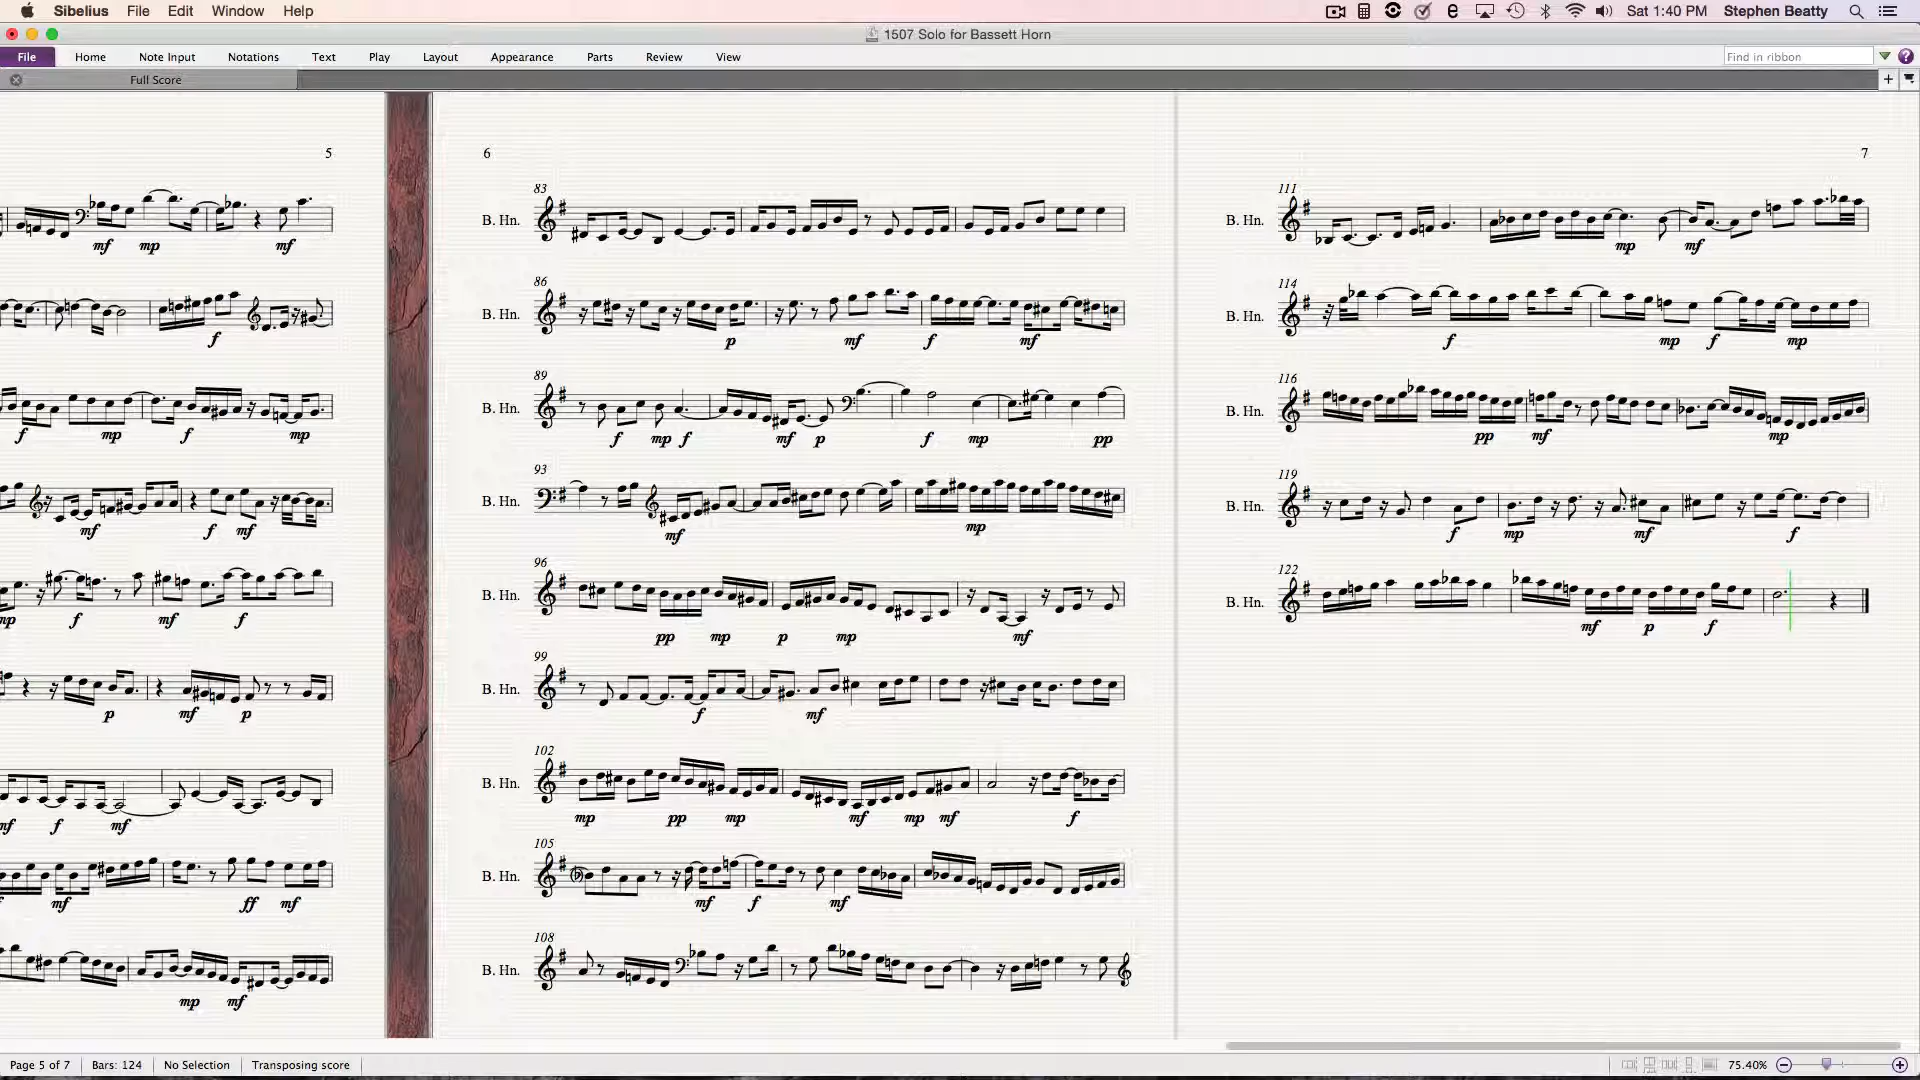 Sibelius File Edit Window Help Sat 1:40 PM Stephen Beatty
1507 Solo for Bassett Horn
File Home Note Input Notations Text Play Layout Appearance Parts Review View Find in ribbon
Full Score
5
mf mp mf
f
f mp f mp
mf f mf
mp f mf f
p mf p
mf f mf
mf ff mf
mp mf
6
83
B. Hn.
86
B. Hn.
p mf f mf
89
B. Hn.
f mp f mf p f mp pp
93
B. Hn.
mf mp
96
B. Hn.
pp mp p mp mf
99
B. Hn.
f mf
102
B. Hn.
mp pp mp mf mp mf f
105
B. Hn.
mf f mf
108
B. Hn.
7
111
B. Hn.
mp mf
114
B. Hn.
f mp f mp
116
B. Hn.
pp mf mp
119
B. Hn.
f mp mf f
122
B. Hn.
mf p f
Page 5 of 7 Bars: 124 No Selection Transposing score 75.40%